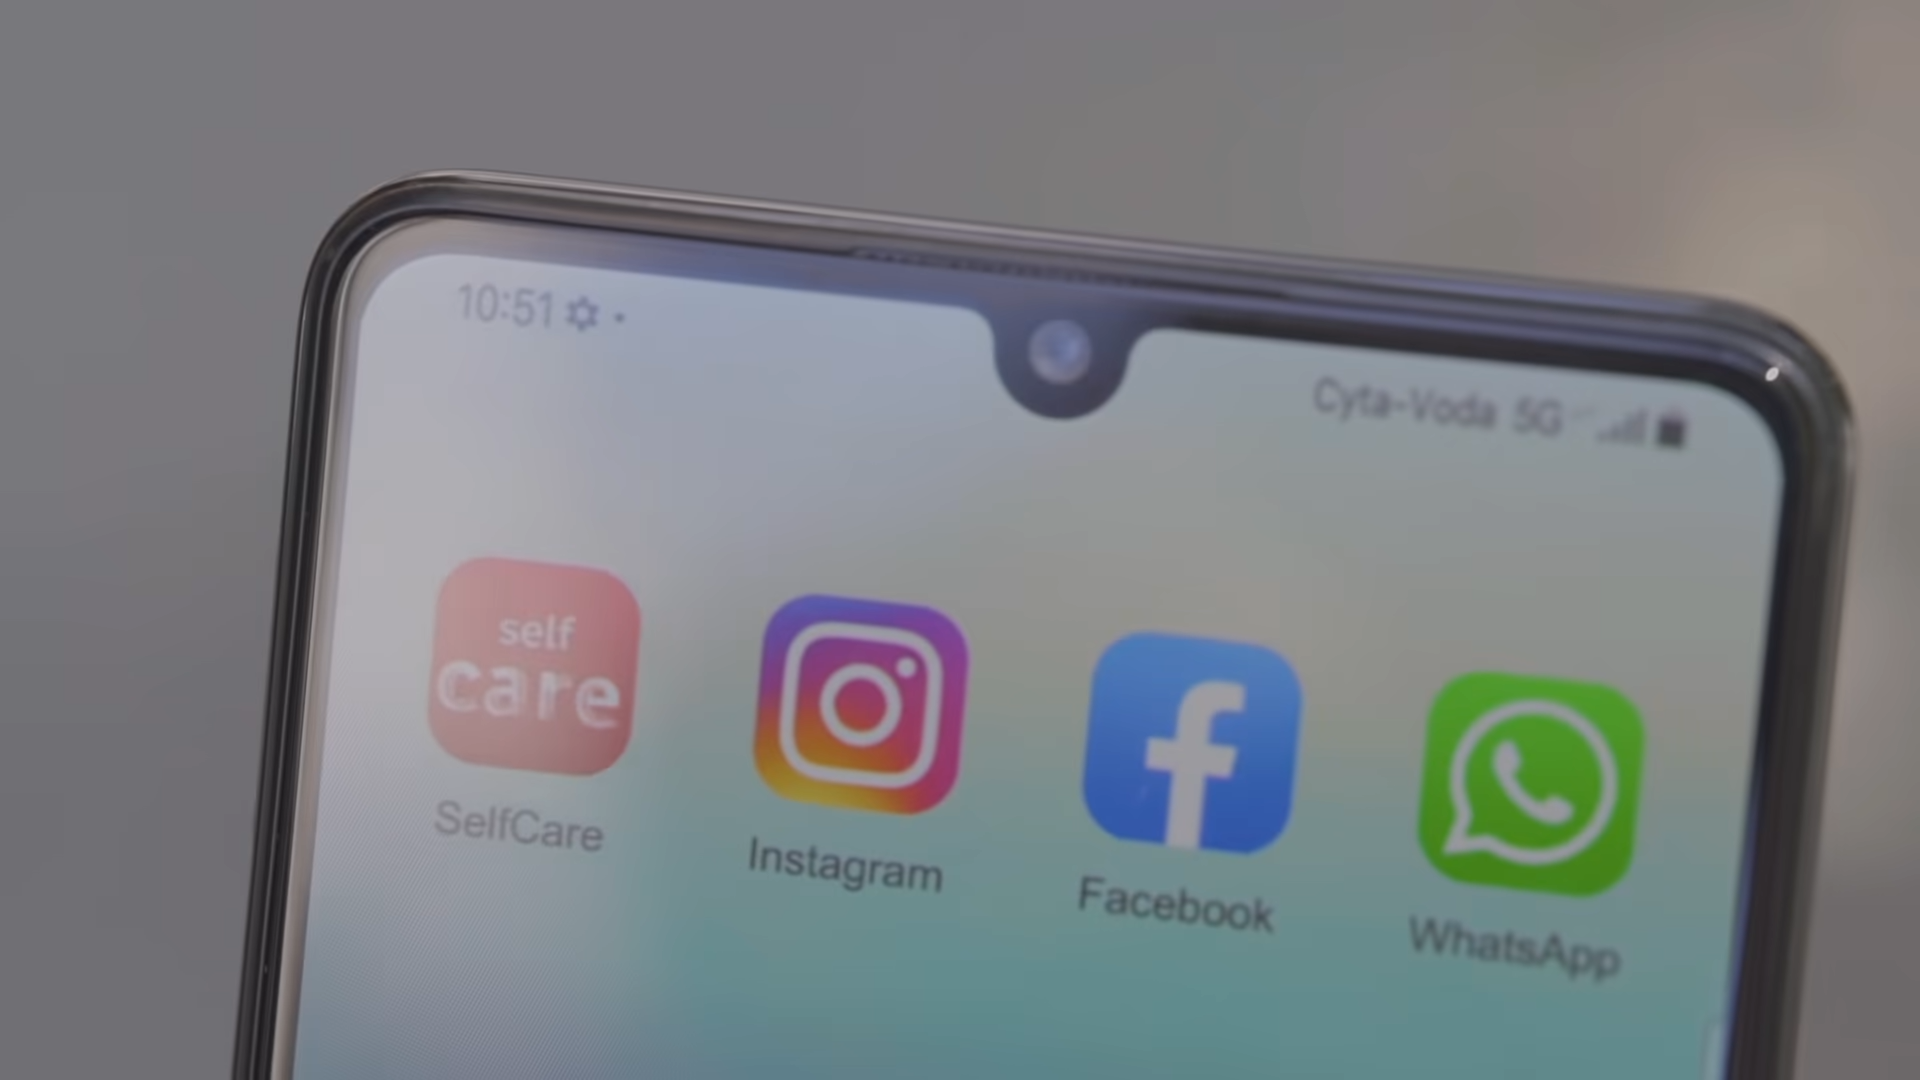 10:51
Cyta-Voda 5G
self
care
SelfCare
Instagram
Facebook
WhatsApp